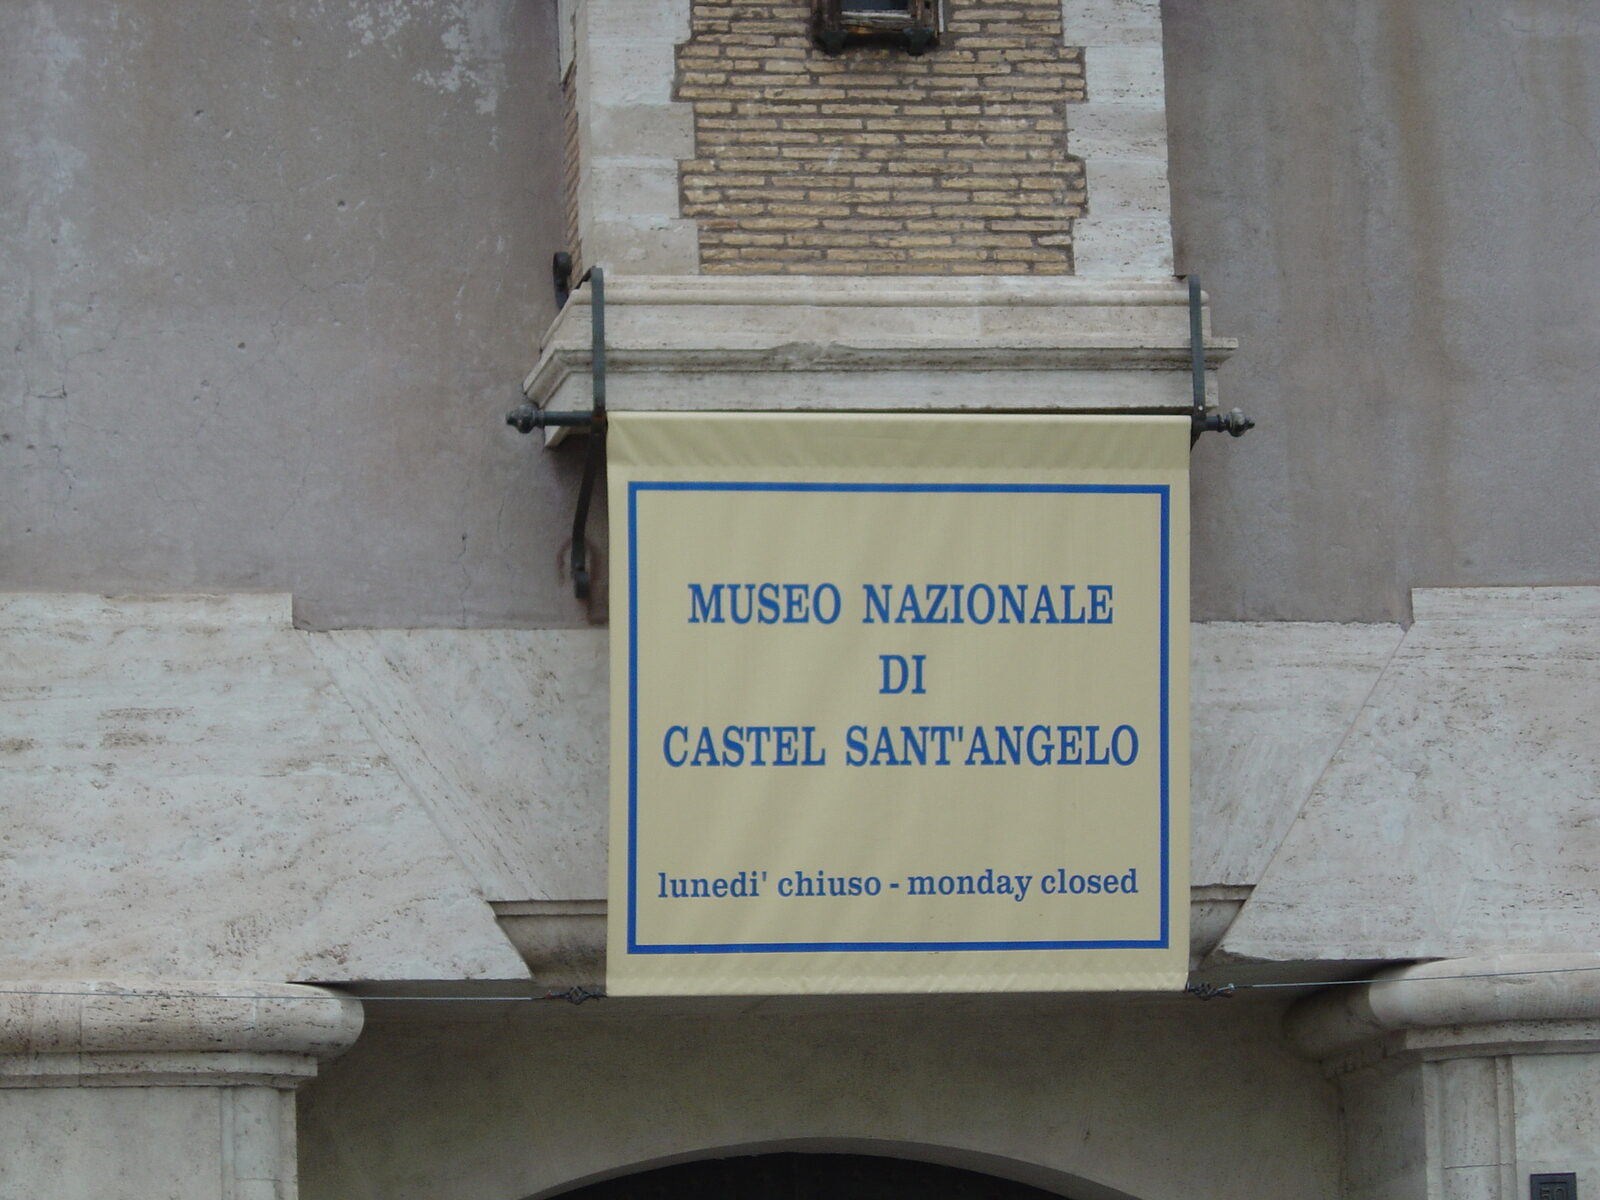 MUSEO NAZIONALE
DI
CASTEL SANT'ANGELO
lunedi' chiuso - monday closed